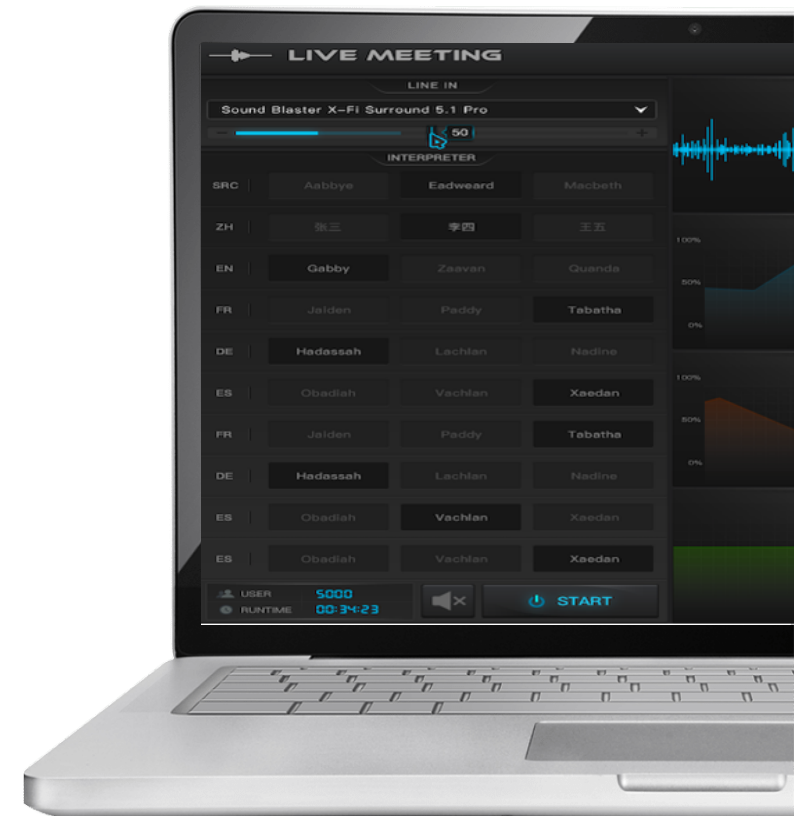 LIVE MEETING
LINE IN
Sound Blaster X-Fi Surround 5.1 Pro
- 50 +
INTERPRETER
SRC Aabbye Eadweard Macbeth
ZH 张三 李四 王五
EN Gabby Zaavan Quanda
FR Jaiden Paddy Tabatha
DE Hadassah Lachlan Nadine
ES Obadiah Vachlan Xaedan
FR Jaiden Paddy Tabatha
DE Hadassah Lachlan Nadine
ES Obadiah Vachlan Xaedan
ES Obadiah Vachlan Xaedan
USER 5000
RUNTIME 00:34:23
START
100%
50%
0%
100%
50%
0%